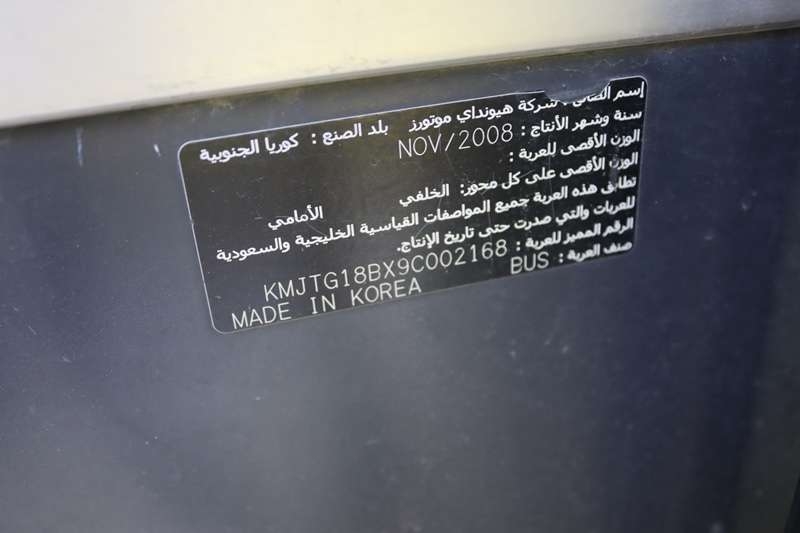 إسم الصانع : شركة هيونداي موتورز بلد الصنع : كوريا الجنوبية
سنة وشهر الأنتاج : NOV/2008
الوزن الأقصى للعربة :
الوزن الأقصى على كل محور: الخلفي الأمامي
تطابق هذه العربة جميع المواصفات القياسية الخليجية والسعودية
للعربات والتي صدرت حتى تاريخ الإنتاج.
الرقم المميز للعربة : KMJTG18BX9C002168
صنف العربة : BUS
MADE IN KOREA